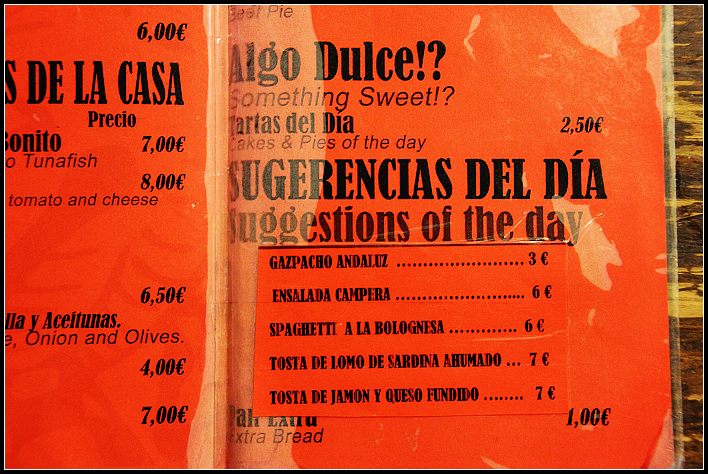 6,00€
S DE LA CASA
Precio
Bonito 7,00€
o Tunafish
8,00€
tomato and cheese
6,50€
lla y Aceitunas.
e, Onion and Olives.
4,00€
7,00€
Beef Pie
Algo Dulce!?
Something Sweet!?
Tartas del Día 2,50€
Cakes & Pies of the day
SUGERENCIAS DEL DÍA
Suggestions of the day
GAZPACHO ANDALUZ ........................ 3 €
ENSALADA CAMPERA ........................ 6 €
SPAGHETTI A LA BOLOGNESA ............. 6 €
TOSTA DE LOMO DE SARDINA AHUMADO ... 7 €
TOSTA DE JAMON Y QUESO FUNDIDO ........ 7 €
Pan Extra 1,00€
Extra Bread